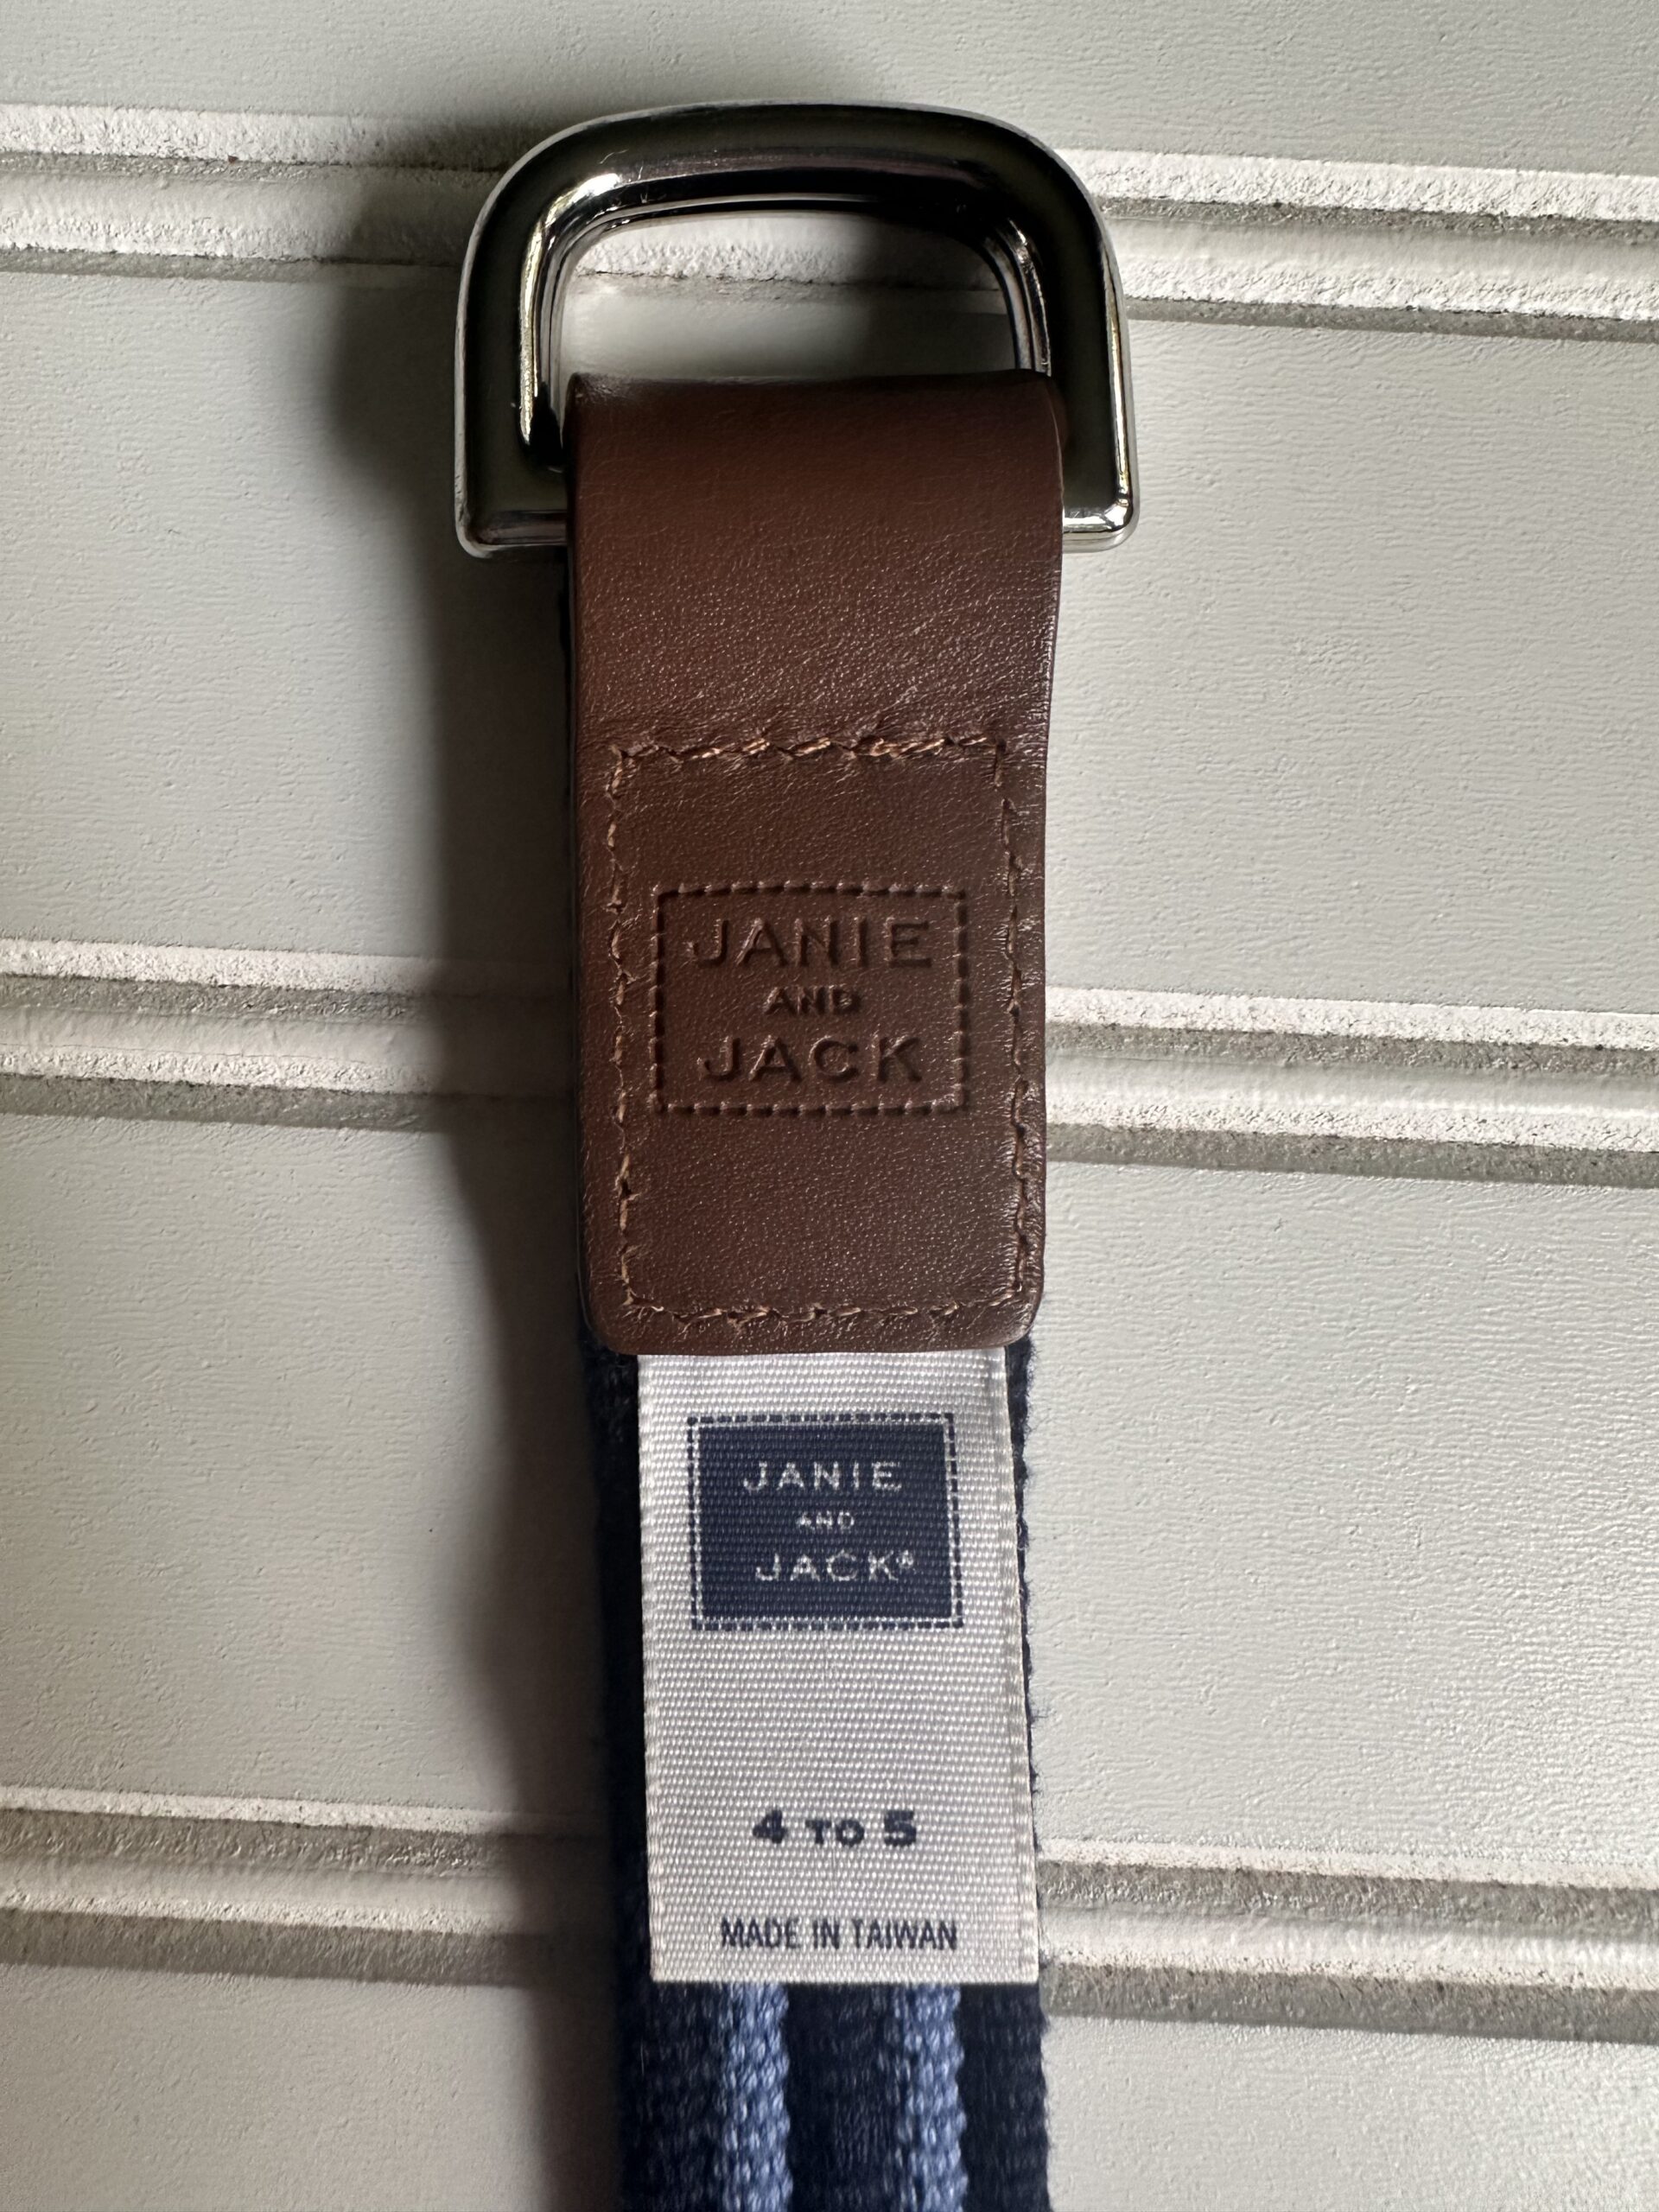 JANIE
AND
JACK
JANIE
AND
JACK®
4 TO 5
MADE IN TAIWAN